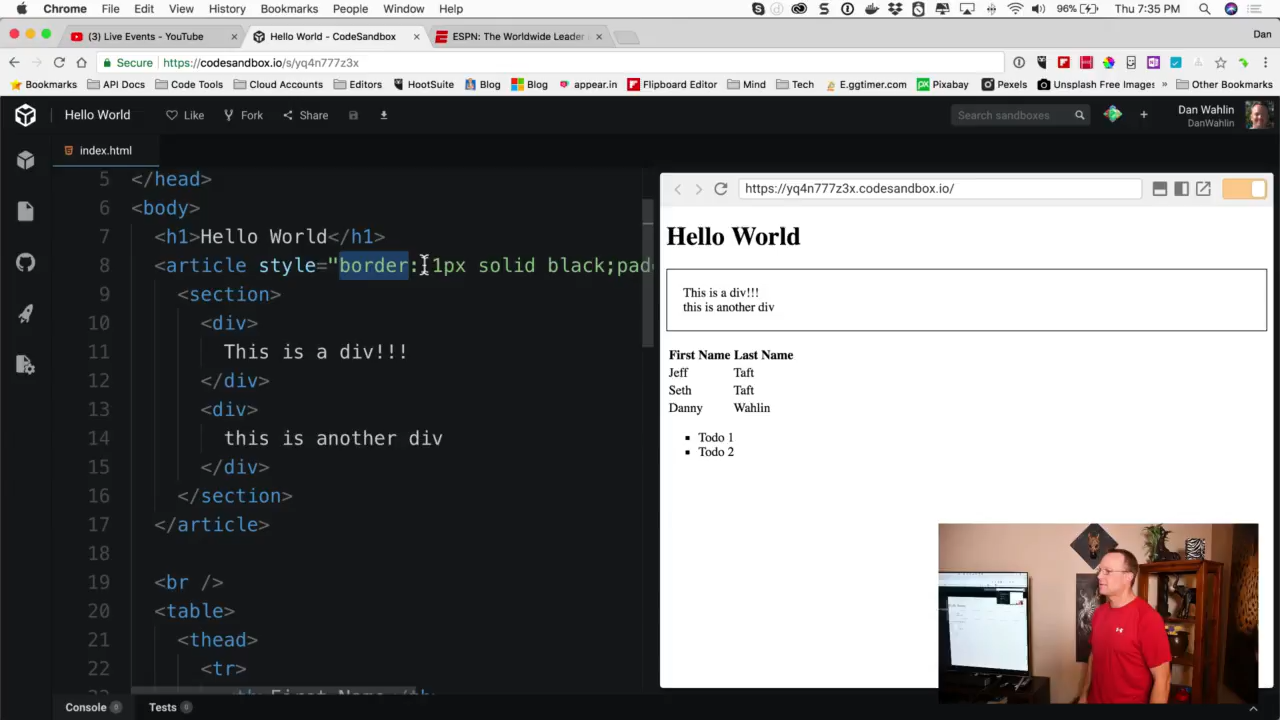 Chrome File Edit View History Bookmarks People Window Help 96% Thu 7:35 PM
(3) Live Events - YouTube Hello World - CodeSandbox ESPN: The Worldwide Leader Dan
Secure https://codesandbox.io/s/yq4n777z3x
Bookmarks API Docs Code Tools Cloud Accounts Editors HootSuite Blog Blog appear.in Flipboard Editor Mind Tech E.ggtimer.com Pixabay Pexels Unsplash Free Images » Other Bookmarks
Hello World Like Fork Share Search sandboxes Dan Wahlin
DanWahlin
index.html
5 </head>
6 <body>
7 <h1>Hello World</h1>
8 <article style="border: 1px solid black;pad
9 <section>
10 <div>
11 This is a div!!!
12 </div>
13 <div>
14 this is another div
15 </div>
16 </section>
17 </article>
18
19 <br />
20 <table>
21 <thead>
22 <tr>
23 <th>First Name</th>
https://yq4n777z3x.codesandbox.io/
Hello World
This is a div!!!
this is another div
First Name Last Name
Jeff Taft
Seth Taft
Danny Wahlin
Todo 1
Todo 2
Console 0 Tests 0